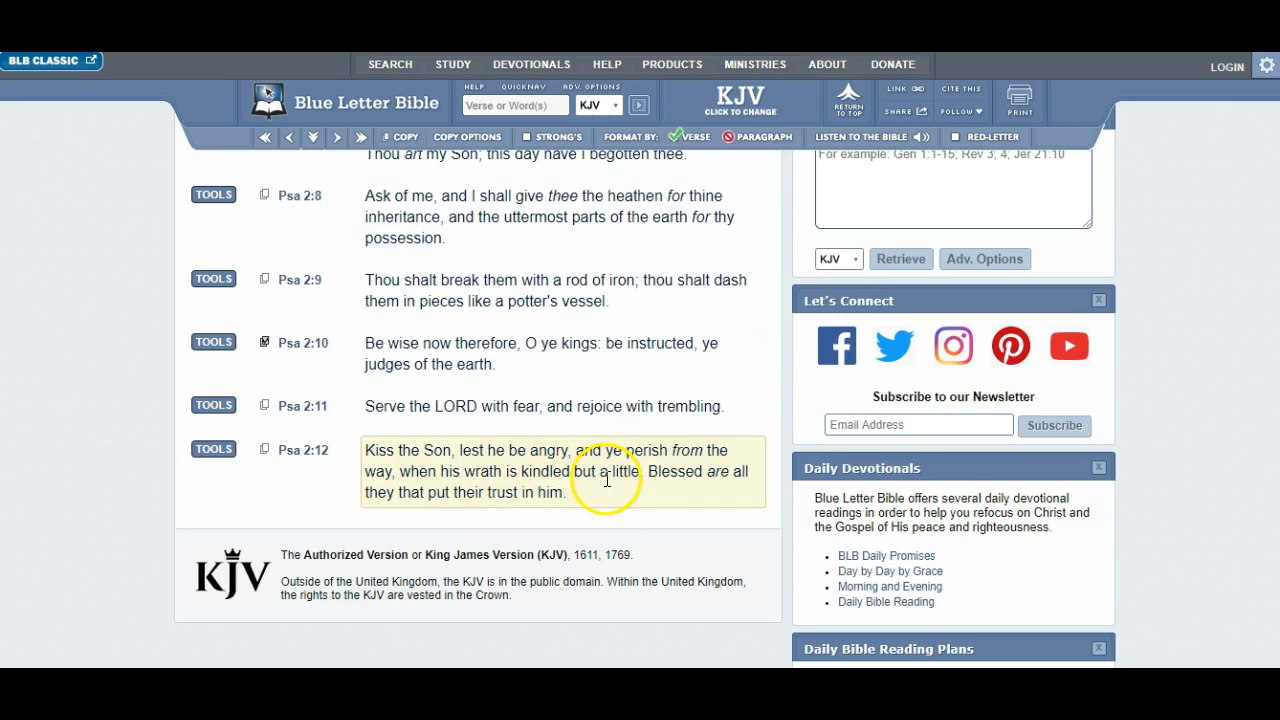 BLB CLASSIC
SEARCH STUDY DEVOTIONALS HELP PRODUCTS MINISTRIES ABOUT DONATE
LOGIN
Blue Letter Bible
HELP QUICKNAV ADV. OPTIONS
Verse or Word(s) KJV
KJV
CLICK TO CHANGE
RETURN
TO TOP
LINK CITE THIS
SHARE FOLLOW
PRINT
COPY COPY OPTIONS STRONG'S FORMAT BY: VERSE PARAGRAPH LISTEN TO THE BIBLE RED-LETTER
Thou art my Son; this day have I begotten thee.
TOOLS Psa 2:8 Ask of me, and I shall give thee the heathen for thine
inheritance, and the uttermost parts of the earth for thy
possession.
TOOLS Psa 2:9 Thou shalt break them with a rod of iron; thou shalt dash
them in pieces like a potter's vessel.
TOOLS Psa 2:10 Be wise now therefore, O ye kings: be instructed, ye
judges of the earth.
TOOLS Psa 2:11 Serve the LORD with fear, and rejoice with trembling.
TOOLS Psa 2:12 Kiss the Son, lest he be angry, and ye perish from the
way, when his wrath is kindled but a little. Blessed are all
they that put their trust in him.
KJV
The Authorized Version or King James Version (KJV), 1611, 1769.
Outside of the United Kingdom, the KJV is in the public domain. Within the United Kingdom,
the rights to the KJV are vested in the Crown.
For example: Gen 1:1-15; Rev 3; 4; Jer 21:10
KJV Retrieve Adv. Options
Let's Connect X
Subscribe to our Newsletter
Email Address Subscribe
Daily Devotionals X
Blue Letter Bible offers several daily devotional
readings in order to help you refocus on Christ and
the Gospel of His peace and righteousness.
BLB Daily Promises
Day by Day by Grace
Morning and Evening
Daily Bible Reading
Daily Bible Reading Plans X